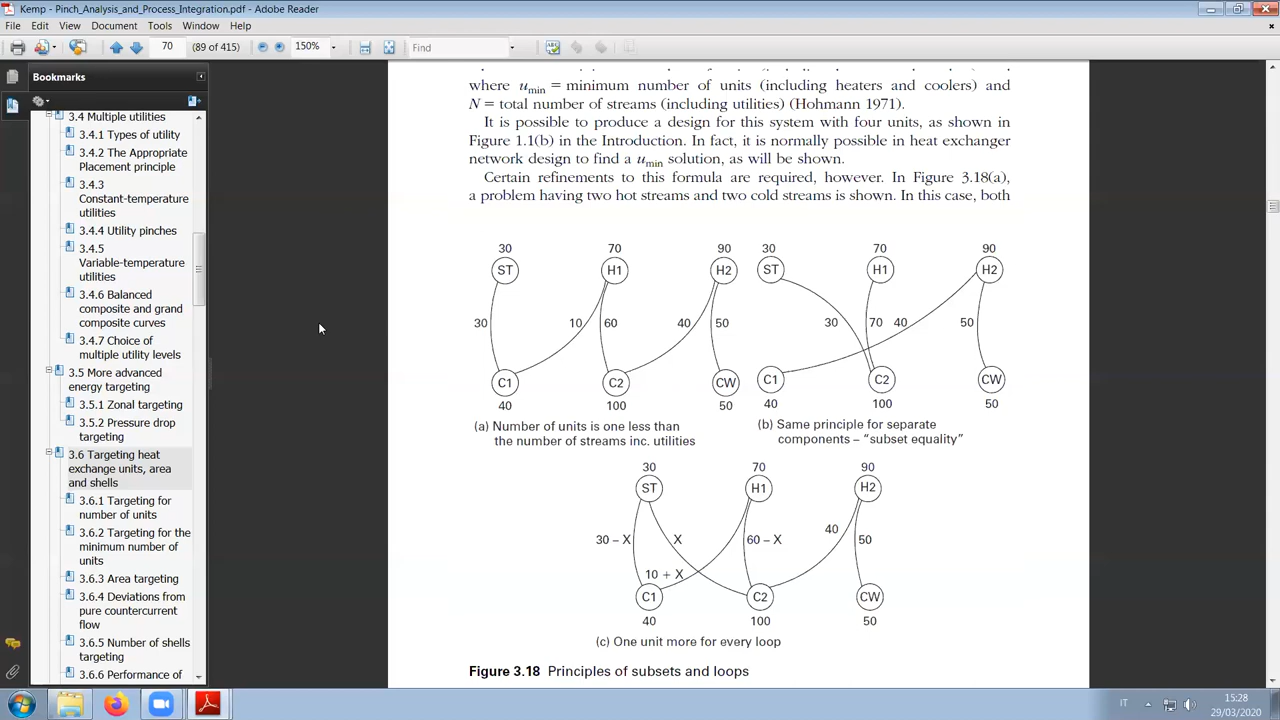 Kemp - Pinch_Analysis_and_Process_Integration.pdf - Adobe Reader
File Edit View Document Tools Window Help
70 (89 of 415) 150% Find
Bookmarks
3.4 Multiple utilities
3.4.1 Types of utility
3.4.2 The Appropriate
Placement principle
3.4.3
Constant-temperature
utilities
3.4.4 Utility pinches
3.4.5
Variable-temperature
utilities
3.4.6 Balanced
composite and grand
composite curves
3.4.7 Choice of
multiple utility levels
3.5 More advanced
energy targeting
3.5.1 Zonal targeting
3.5.2 Pressure drop
targeting
3.6 Targeting heat
exchange units, area
and shells
3.6.1 Targeting for
number of units
3.6.2 Targeting for the
minimum number of
units
3.6.3 Area targeting
3.6.4 Deviations from
pure countercurrent
flow
3.6.5 Number of shells
targeting
3.6.6 Performance of
where umin = minimum number of units (including heaters and coolers) and
N = total number of streams (including utilities) (Hohmann 1971).
It is possible to produce a design for this system with four units, as shown in
Figure 1.1(b) in the Introduction. In fact, it is normally possible in heat exchanger
network design to find a umin solution, as will be shown.
Certain refinements to this formula are required, however. In Figure 3.18(a),
a problem having two hot streams and two cold streams is shown. In this case, both
30 70 90 30 70 90
ST H1 H2 ST H1 H2
30 10 60 40 50 30 70 40 50
C1 C2 CW C1 C2 CW
40 100 50 40 100 50
(a) Number of units is one less than
the number of streams inc. utilities
(b) Same principle for separate
components – “subset equality”
30 70 90
ST H1 H2
40
30 – X X 60 – X 50
10 + X
C1 C2 CW
40 100 50
(c) One unit more for every loop
Figure 3.18 Principles of subsets and loops
IT
15:28
29/03/2020